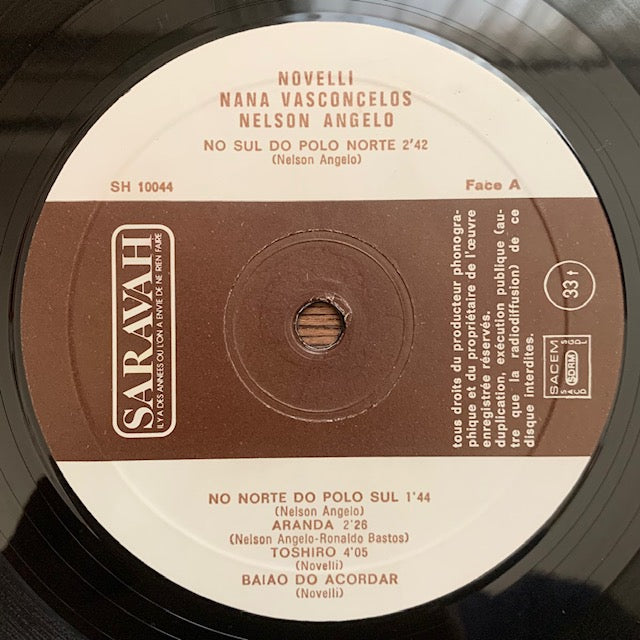 NOVELLI
NANA VASCONCELOS
NELSON ANGELO
NO SUL DO POLO NORTE 2'42
(Nelson Angelo)
SH 10044
Face A
SARAVAH
IL Y A DES ANNEES OU L'ON A ENVIE DE NE RIEN FAIRE
tous droits du producteur phonogra-
phique et du propriétaire de l'œuvre
enregistrée réservés.
duplication, exécution publique (au-
tre que la radiodiffusion) de ce
disque interdites.
33 t
SACEM
SDRM
SACD
SGDL
NO NORTE DO POLO SUL 1'44
(Nelson Angelo)
ARANDA 2'26
(Nelson Angelo-Ronaldo Bastos)
TOSHIRO 4'05
(Novelli)
BAIAO DO ACORDAR
(Novelli)